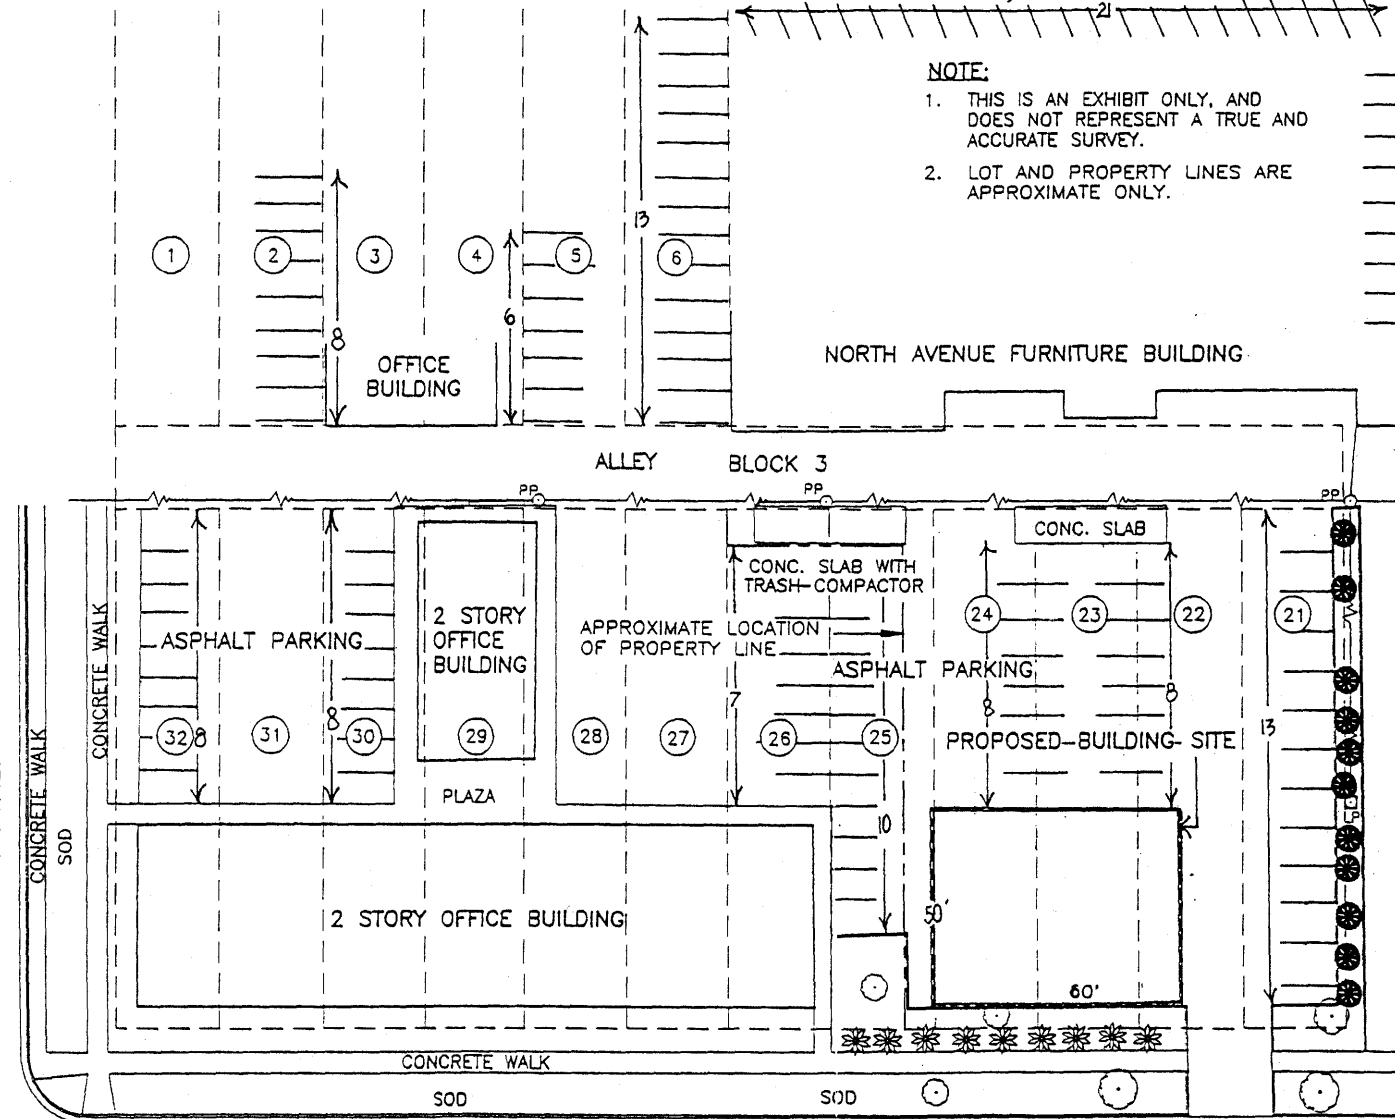 21
NOTE:
1. THIS IS AN EXHIBIT ONLY, AND
DOES NOT REPRESENT A TRUE AND
ACCURATE SURVEY.
2. LOT AND PROPERTY LINES ARE
APPROXIMATE ONLY.
13
1
2
3
4
5
6
8
6
OFFICE
BUILDING
NORTH AVENUE FURNITURE BUILDING
ALLEY
BLOCK 3
PP
PP
PP
CONC. SLAB
CONC. SLAB WITH
TRASH-COMPACTOR
24
23
22
21
2 STORY
OFFICE
BUILDING
ASPHALT PARKING
APPROXIMATE LOCATION
OF PROPERTY LINE
ASPHALT PARKING
CONCRETE WALK
CONCRETE WALK
SOD
7
8
8
13
32
8
31
8
30
29
28
27
26
25
PROPOSED BUILDING SITE
PLAZA
10
LP
2 STORY OFFICE BUILDING
50'
60'
CONCRETE WALK
SOD
SOD